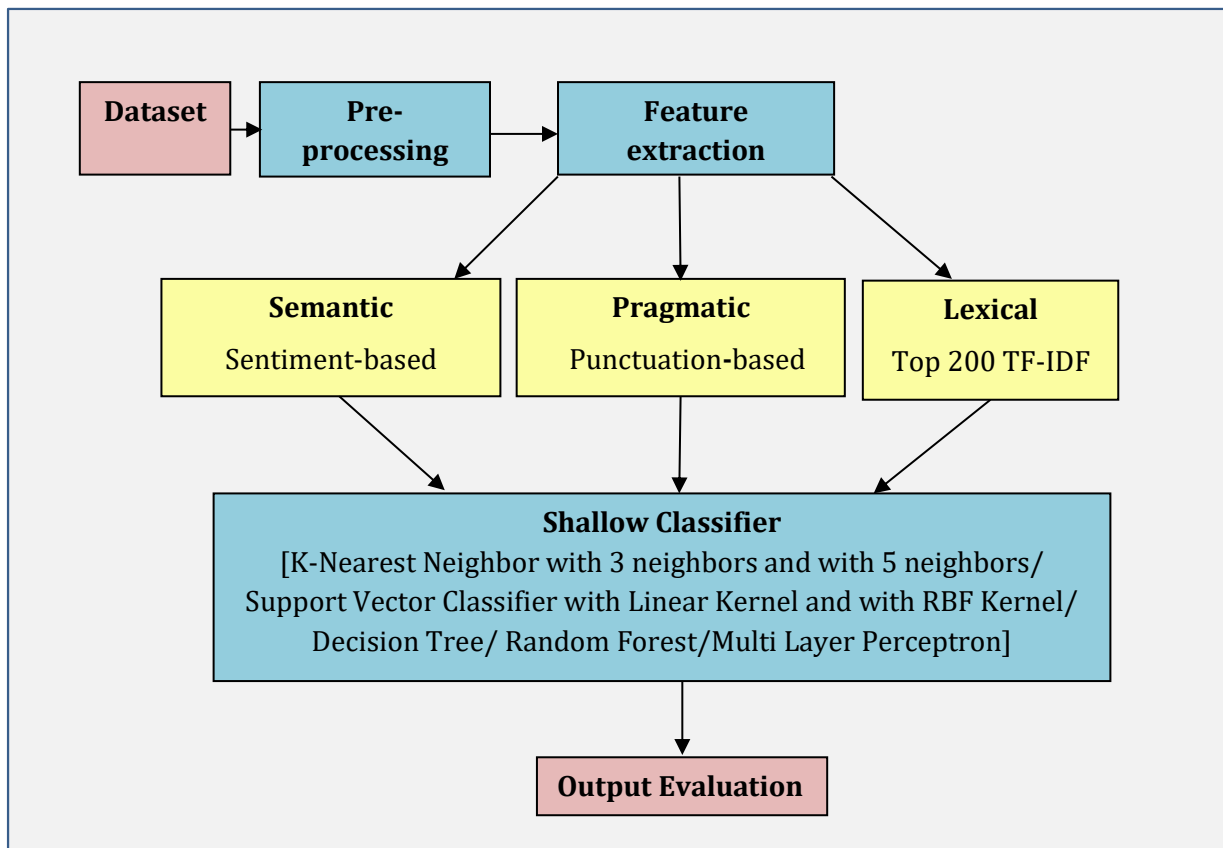 Dataset
Pre-
processing
Feature
extraction
Semantic
Sentiment-based
Pragmatic
Punctuation-based
Lexical
Top 200 TF-IDF
Shallow Classifier
[K-Nearest Neighbor with 3 neighbors and with 5 neighbors/
Support Vector Classifier with Linear Kernel and with RBF Kernel/
Decision Tree/ Random Forest/Multi Layer Perceptron]
Output Evaluation